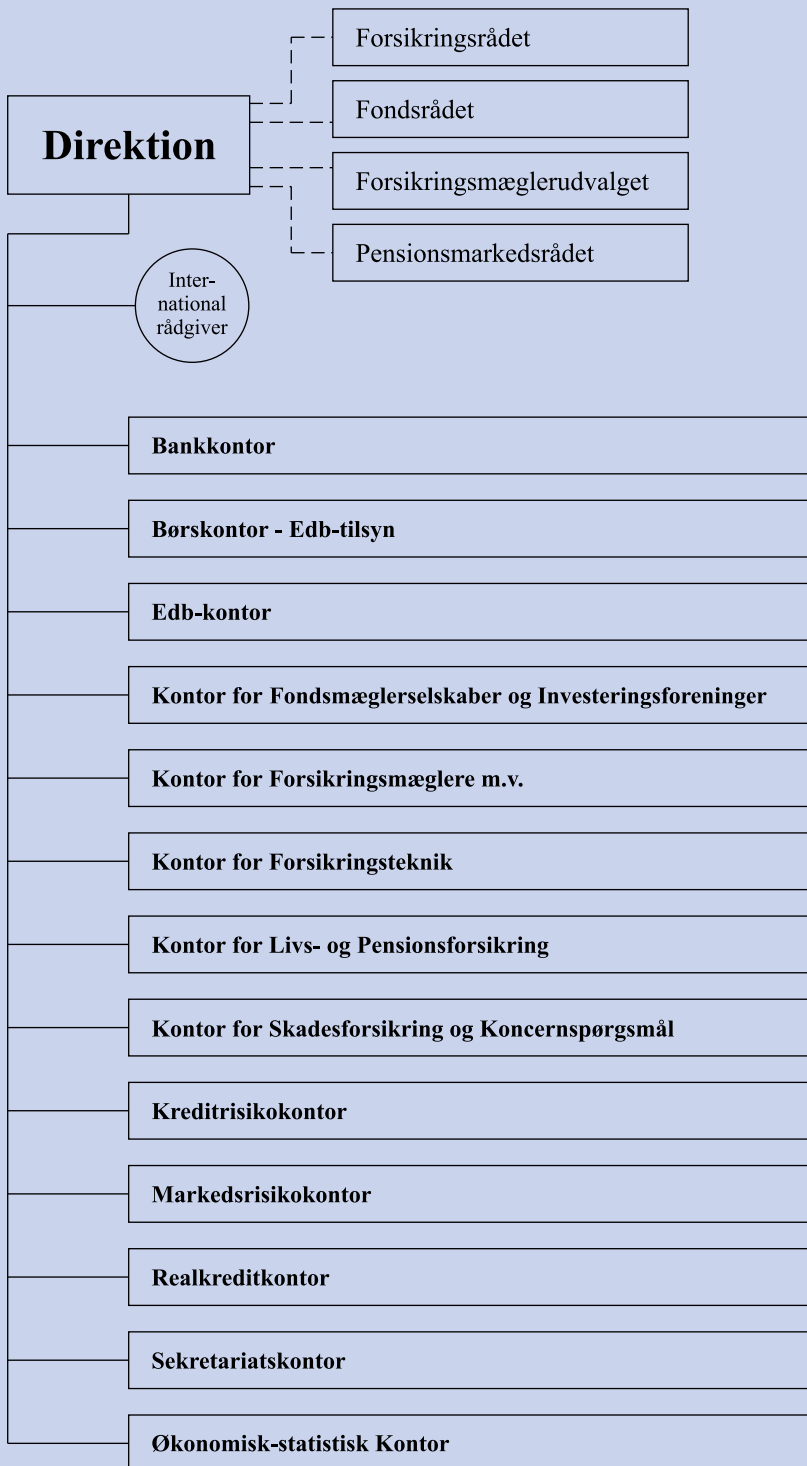 Direktion
Forsikringsrådet
Fondsrådet
Forsikringsmæglerudvalget
Pensionsmarkedsrådet
Inter-
national
rådgiver
Bankkontor
Børskontor - Edb-tilsyn
Edb-kontor
Kontor for Fondsmæglerselskaber og Investeringsforeninger
Kontor for Forsikringsmæglere m.v.
Kontor for Forsikringsteknik
Kontor for Livs- og Pensionsforsikring
Kontor for Skadesforsikring og Koncernspørgsmål
Kreditrisikokontor
Markedsrisikokontor
Realkreditkontor
Sekretariatskontor
Økonomisk-statistisk Kontor